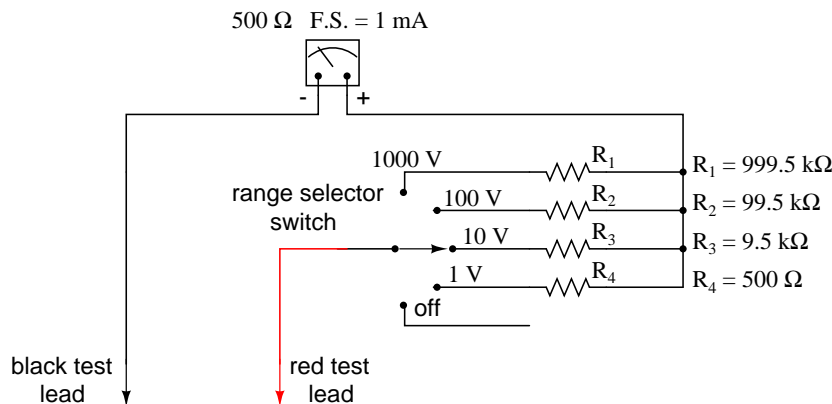 500 Ω F.S. = 1 mA
- +
1000 V R1 R1 = 999.5 kΩ
range selector
switch
100 V R2 R2 = 99.5 kΩ
10 V R3 R3 = 9.5 kΩ
1 V R4 R4 = 500 Ω
off
black test
lead
red test
lead